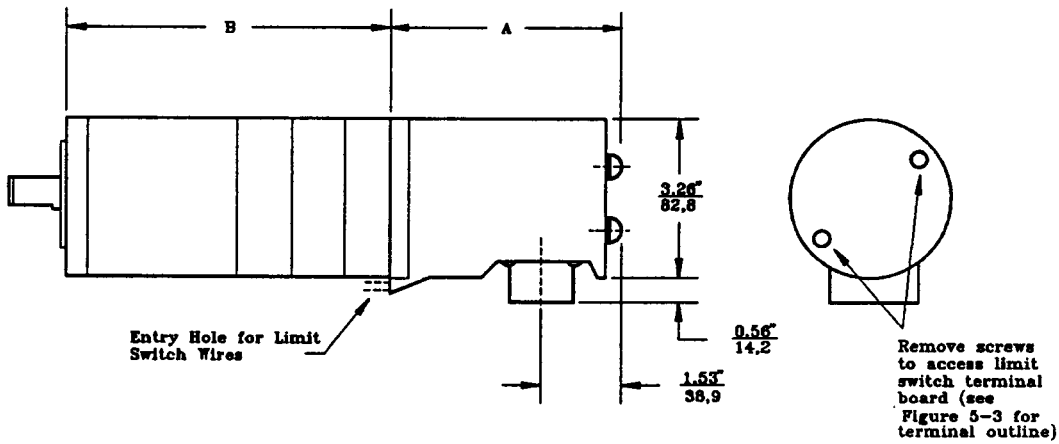 B
A
3.26"
82,8
Entry Hole for Limit
Switch Wires
0.56"
14,2
1.53"
38,9
Remove screws
to access limit
switch terminal
board (see
Figure 5-3 for
terminal outline)